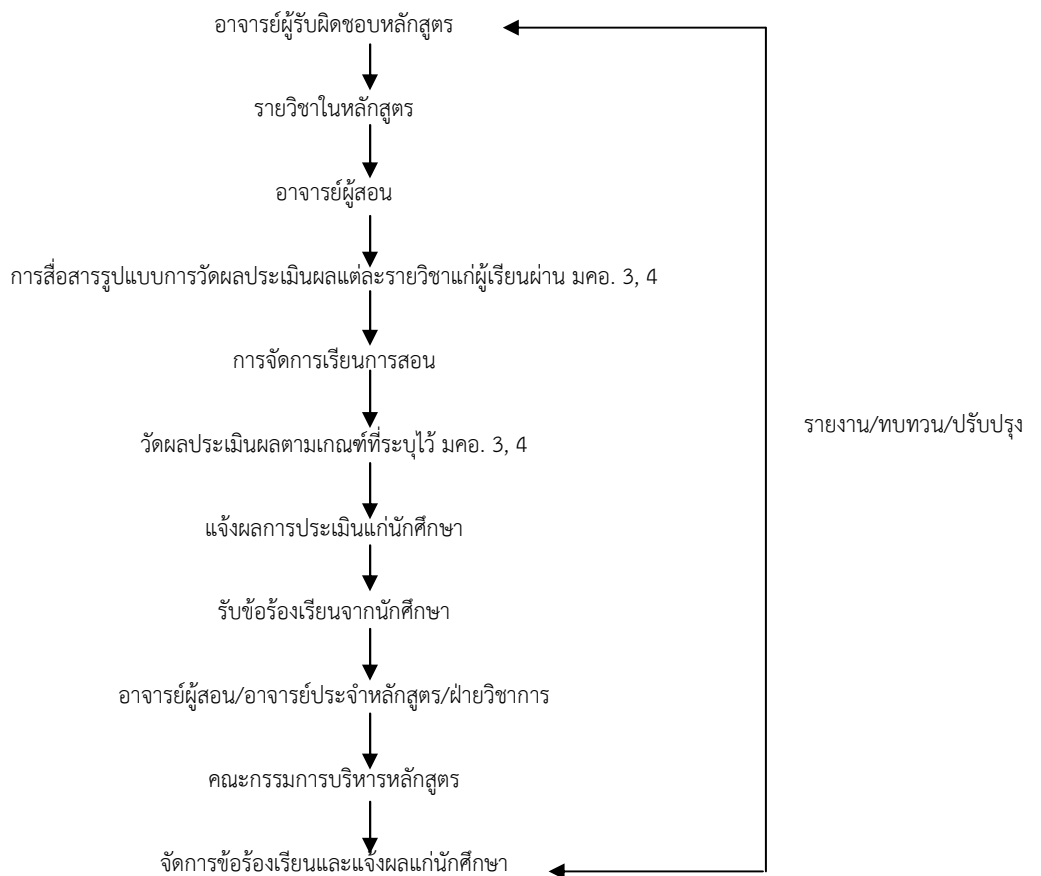 อาจารย์ผู้รับผิดชอบหลักสูตร
รายวิชาในหลักสูตร
อาจารย์ผู้สอน
การสื่อสารรูปแบบการวัดผลประเมินผลแต่ละรายวิชาแก่ผู้เรียนผ่าน มคอ. 3, 4
การจัดการเรียนการสอน
วัดผลประเมินผลตามเกณฑ์ที่ระบุไว้ มคอ. 3, 4
แจ้งผลการประเมินแก่นักศึกษา
รับข้อร้องเรียนจากนักศึกษา
อาจารย์ผู้สอน/อาจารย์ประจำหลักสูตร/ฝ่ายวิชาการ
คณะกรรมการบริหารหลักสูตร
จัดการข้อร้องเรียนและแจ้งผลแก่นักศึกษา
รายงาน/ทบทวน/ปรับปรุง